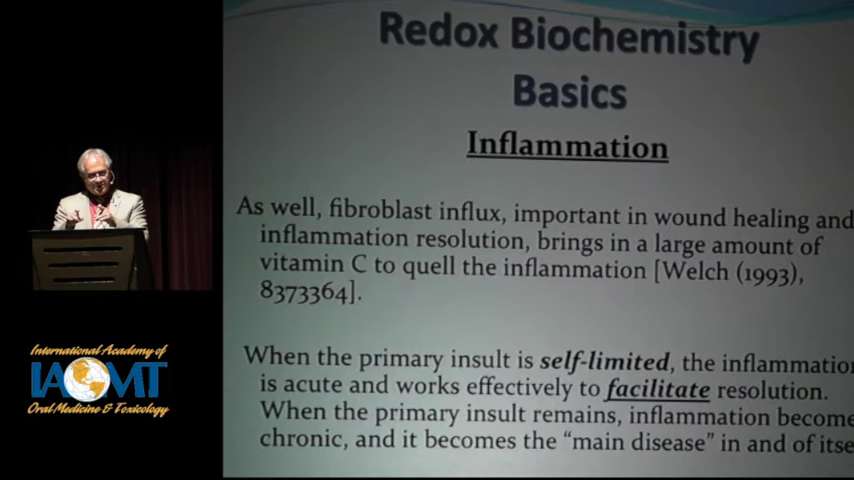 Redox Biochemistry
Basics
Inflammation
As well, fibroblast influx, important in wound healing and
inflammation resolution, brings in a large amount of
vitamin C to quell the inflammation [Welch (1993),
8373364].
When the primary insult is self-limited, the inflammation
is acute and works effectively to facilitate resolution.
When the primary insult remains, inflammation become
chronic, and it becomes the “main disease” in and of itse
International Academy of
IAOMT
Oral Medicine & Toxicology